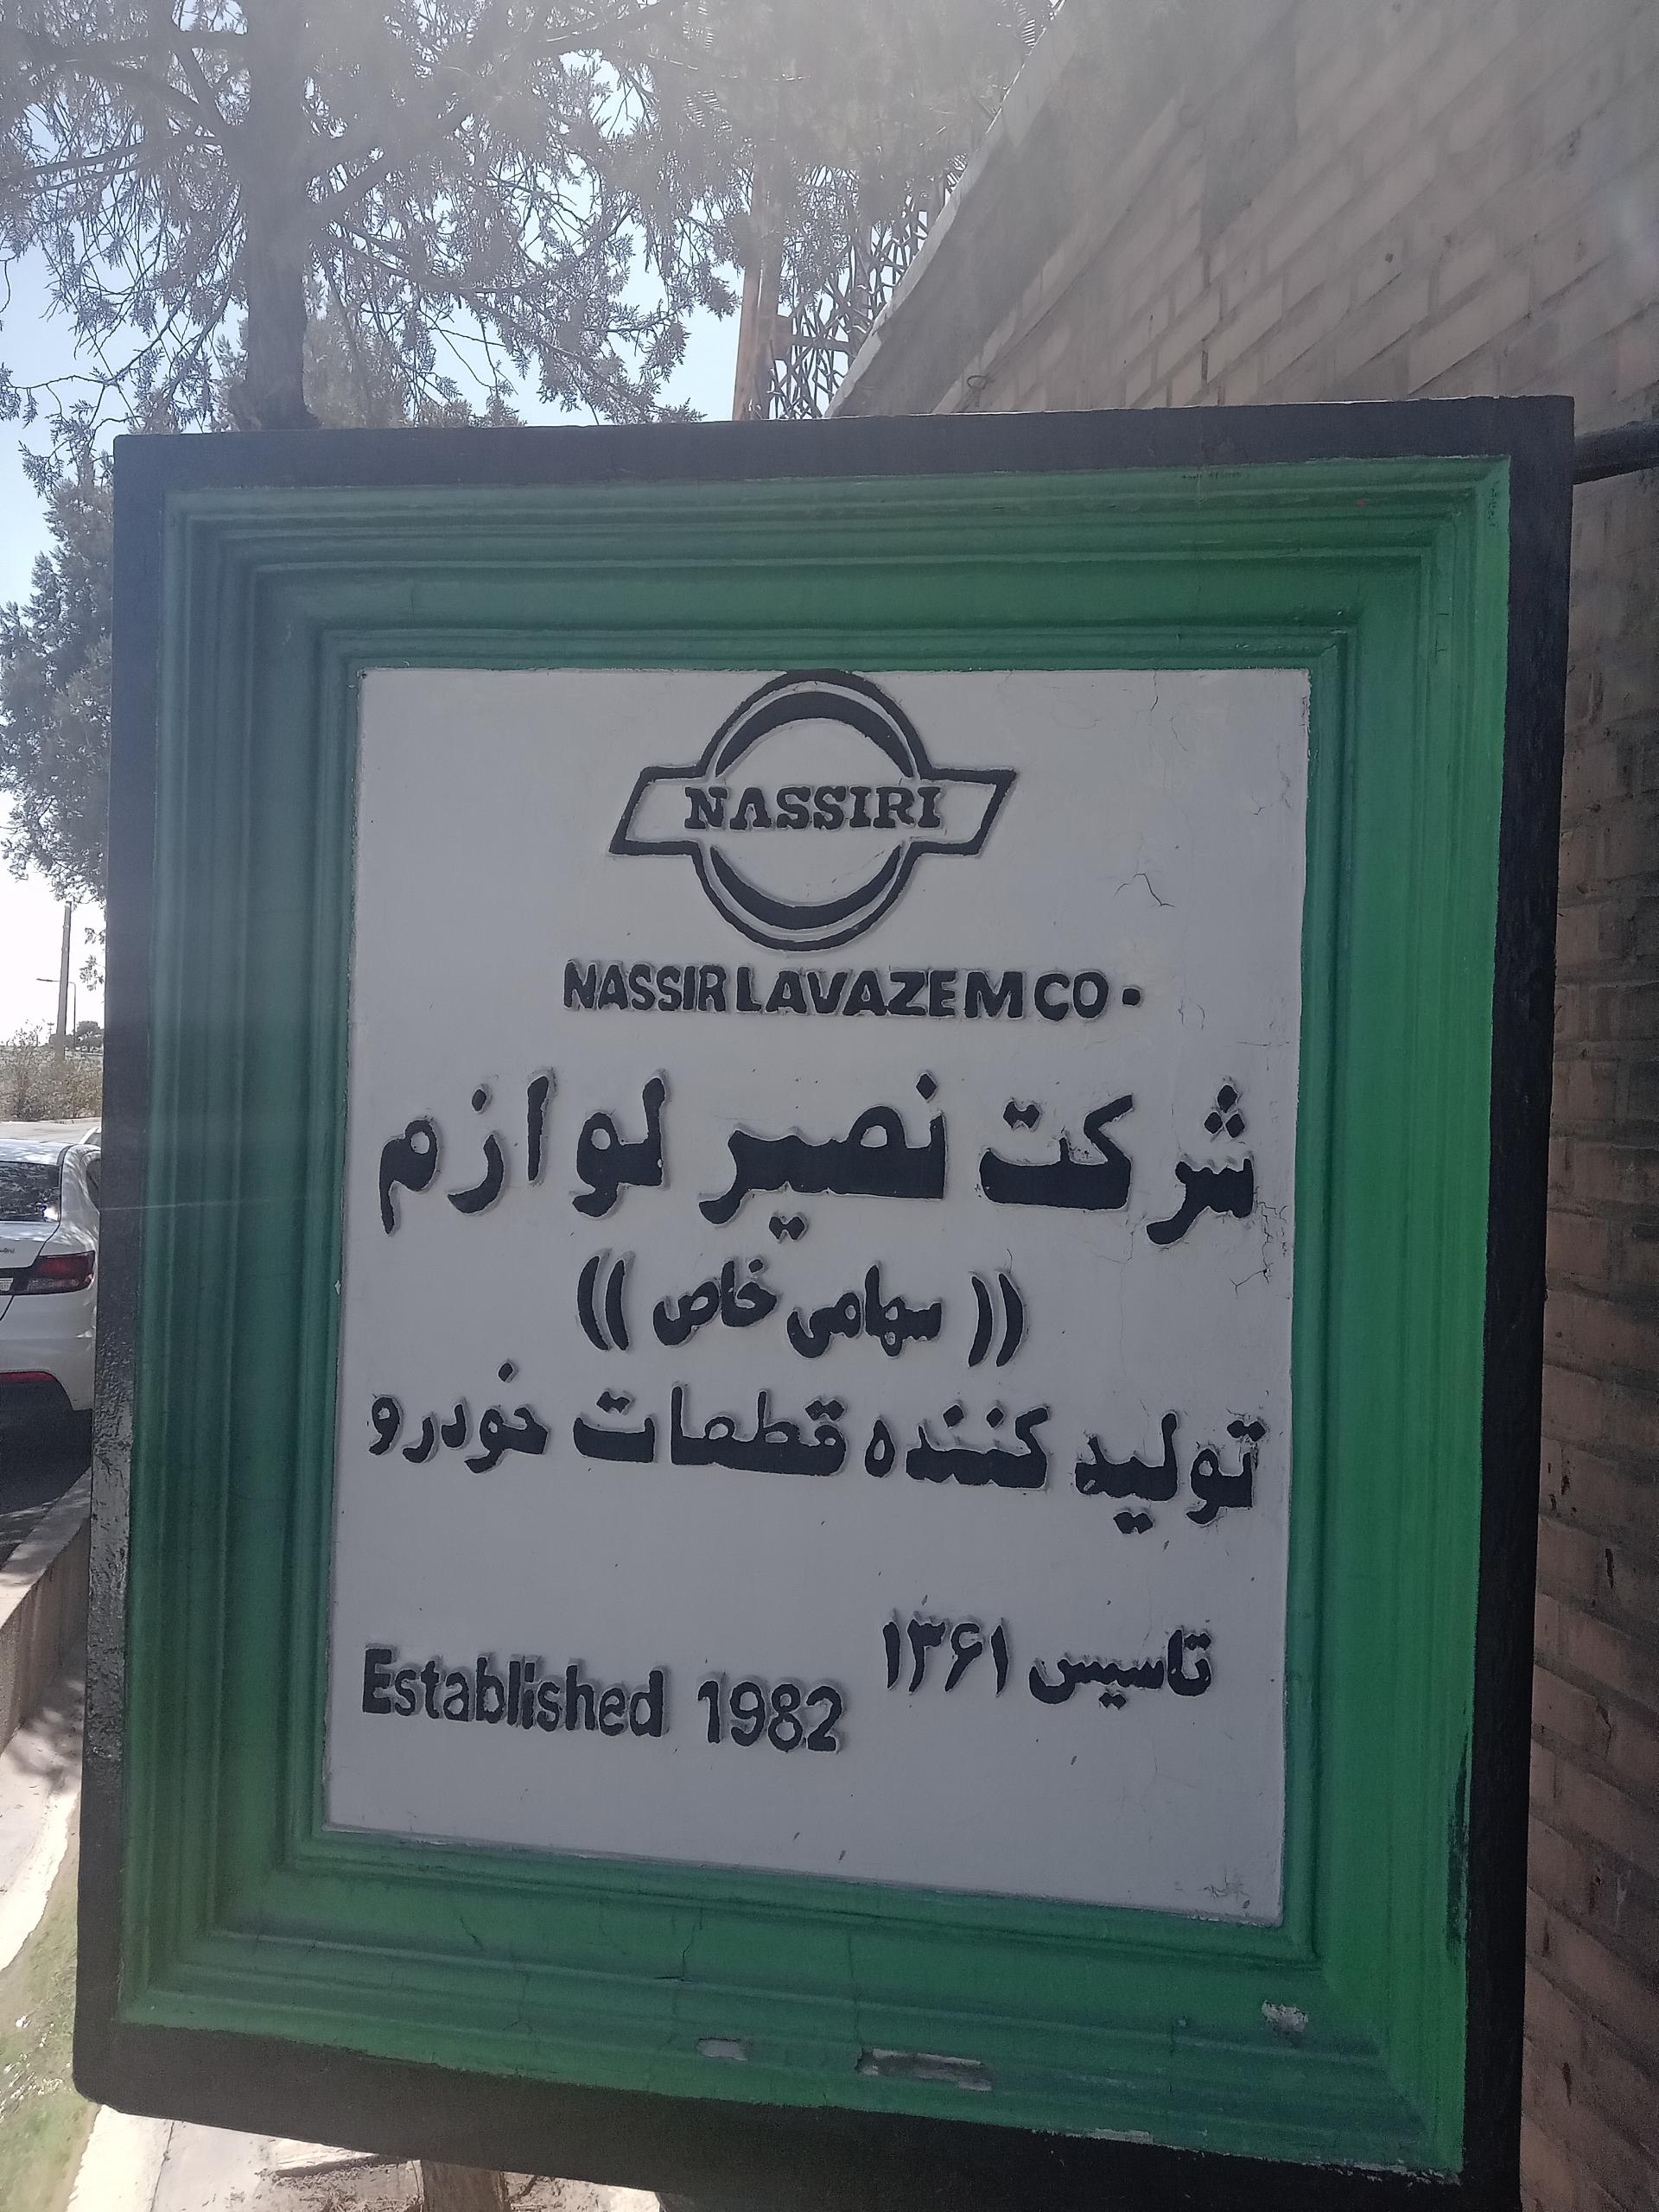 NASSIRI
NASSIR LAVAZEM CO.
شرکت نصیر لوازم
(( سهامی خاص ))
تولید کننده قطعات خودرو
تاسیس ۱۳۶۱
Established 1982